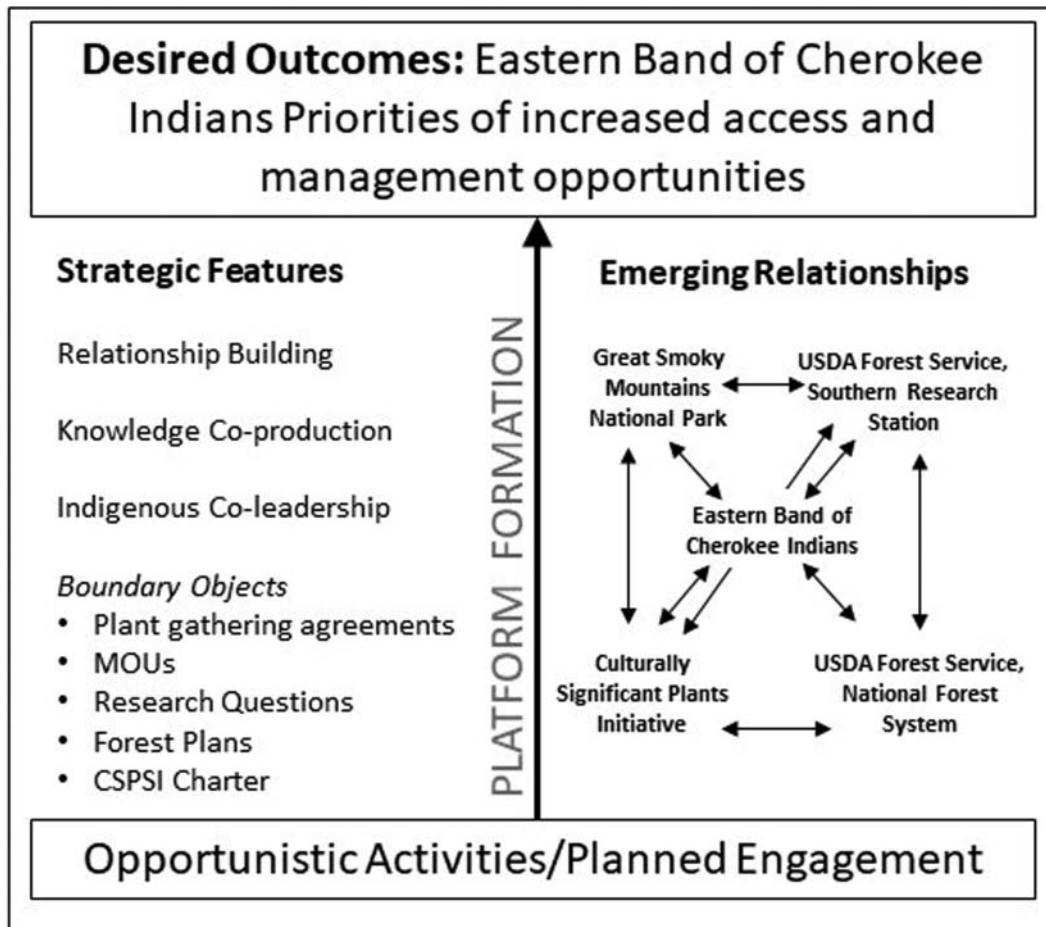 Desired Outcomes: Eastern Band of Cherokee
Indians Priorities of increased access and
management opportunities
Strategic Features
Relationship Building
Knowledge Co-production
Indigenous Co-leadership
Boundary Objects
• Plant gathering agreements
• MOUs
• Research Questions
• Forest Plans
• CSPSI Charter
PLATFORM FORMATION
Emerging Relationships
Great Smoky
Mountains
National Park
USDA Forest Service,
Southern Research
Station
Eastern Band of
Cherokee Indians
Culturally
Significant Plants
Initiative
USDA Forest Service,
National Forest
System
Opportunistic Activities/Planned Engagement